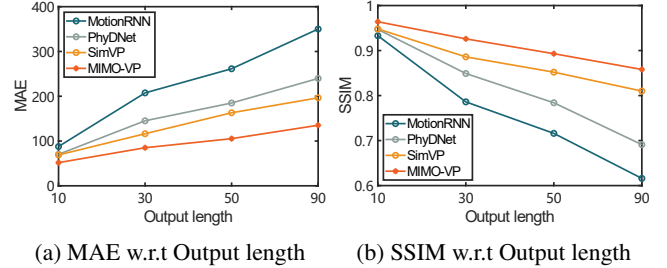 400
300
200
100
0
MAE
MotionRNN
PhyDNet
SimVP
MIMO-VP
10
30
50
90
Output length
(a) MAE w.r.t Output length
1
0.9
0.8
0.7
0.6
SSIM
MotionRNN
PhyDNet
SimVP
MIMO-VP
10
30
50
90
Output length
(b) SSIM w.r.t Output length